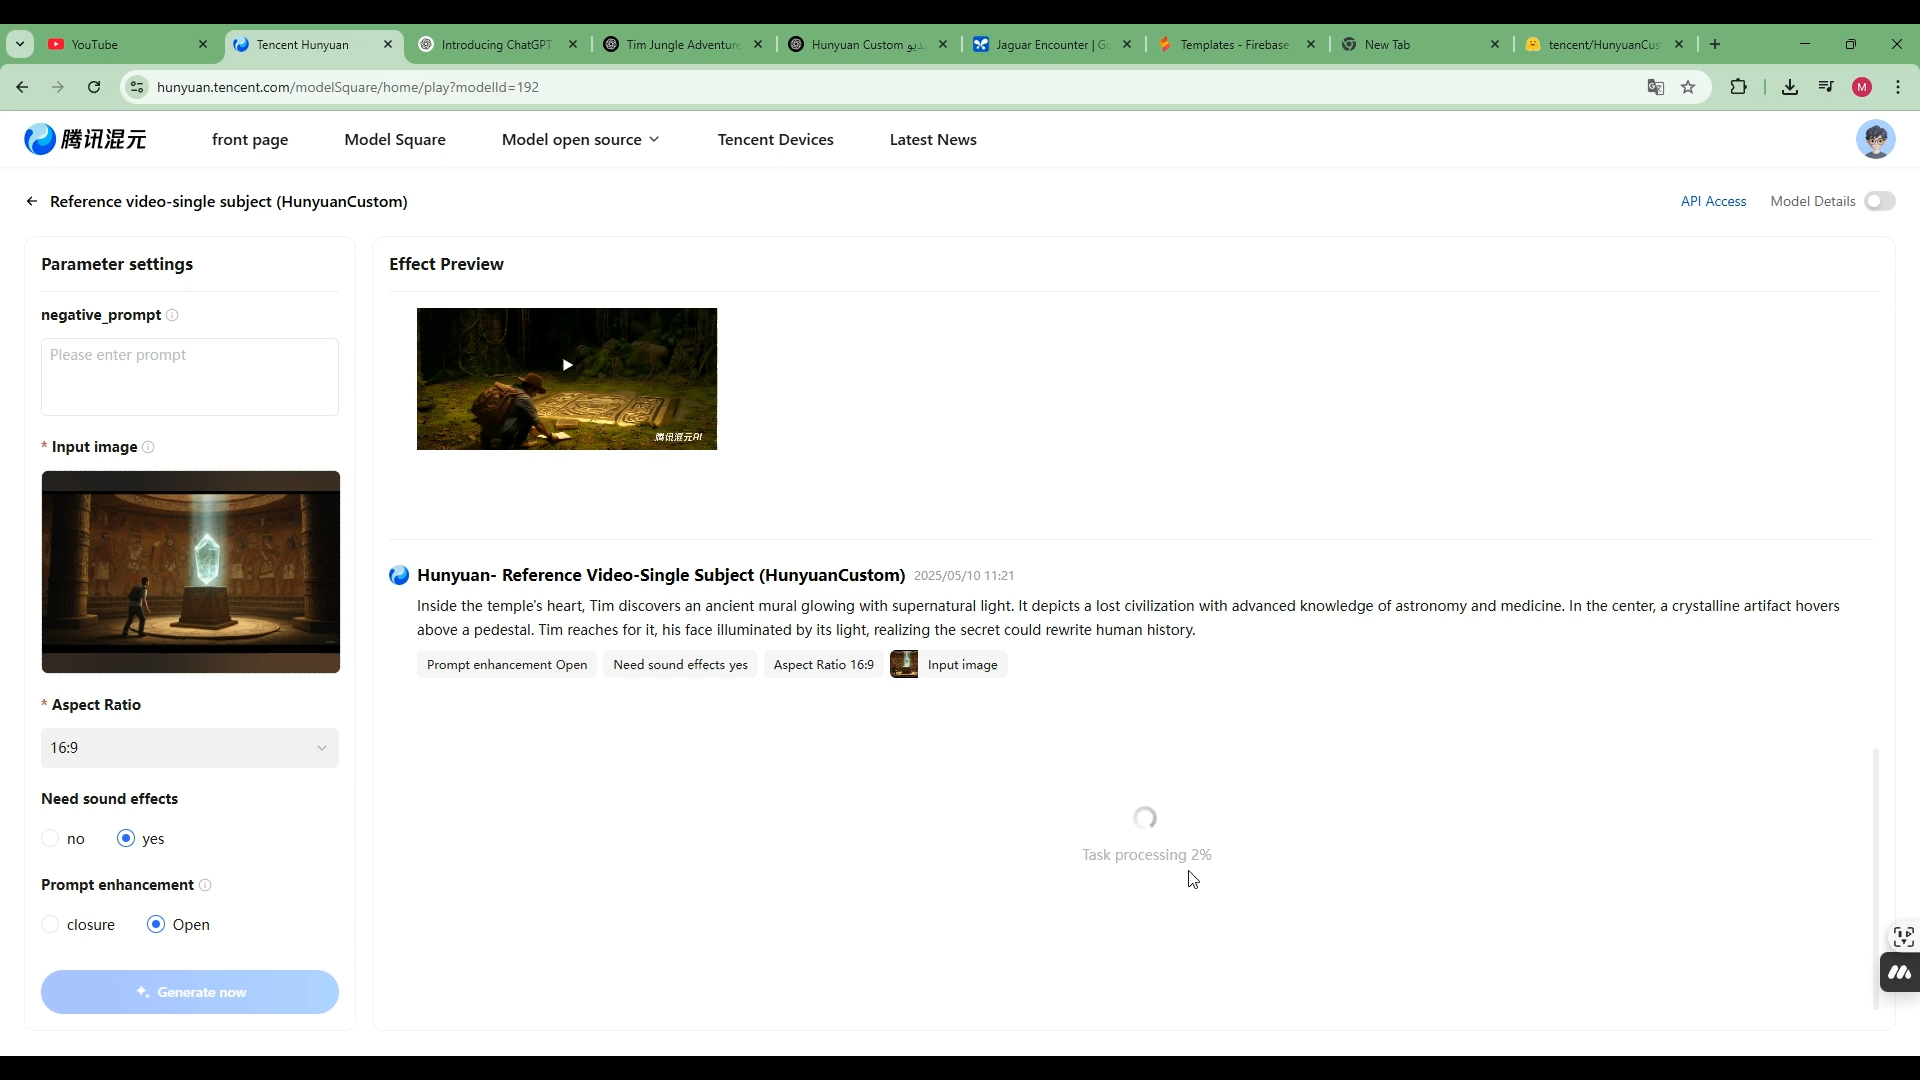 YouTube
Tencent Hunyuan
Introducing ChatGPT
Tim Jungle Adventure
Hunyuan Custom
Jaguar Encounter | G
Templates - Firebase
New Tab
tencent/HunyuanCus
hunyuan.tencent.com/modelSquare/home/play?modelId=192
M
腾讯混元
front page
Model Square
Model open source
Tencent Devices
Latest News
Reference video-single subject (HunyuanCustom)
API Access
Model Details
Parameter settings
negative_prompt
Please enter prompt
* Input image
* Aspect Ratio
16:9
Need sound effects
no
yes
Prompt enhancement
closure
Open
Generate now
Effect Preview
腾讯混元AI
Hunyuan- Reference Video-Single Subject (HunyuanCustom) 2025/05/10 11:21
Inside the temple's heart, Tim discovers an ancient mural glowing with supernatural light. It depicts a lost civilization with advanced knowledge of astronomy and medicine. In the center, a crystalline artifact hovers
above a pedestal. Tim reaches for it, his face illuminated by its light, realizing the secret could rewrite human history.
Prompt enhancement Open
Need sound effects yes
Aspect Ratio 16:9
Input image
Task processing 2%